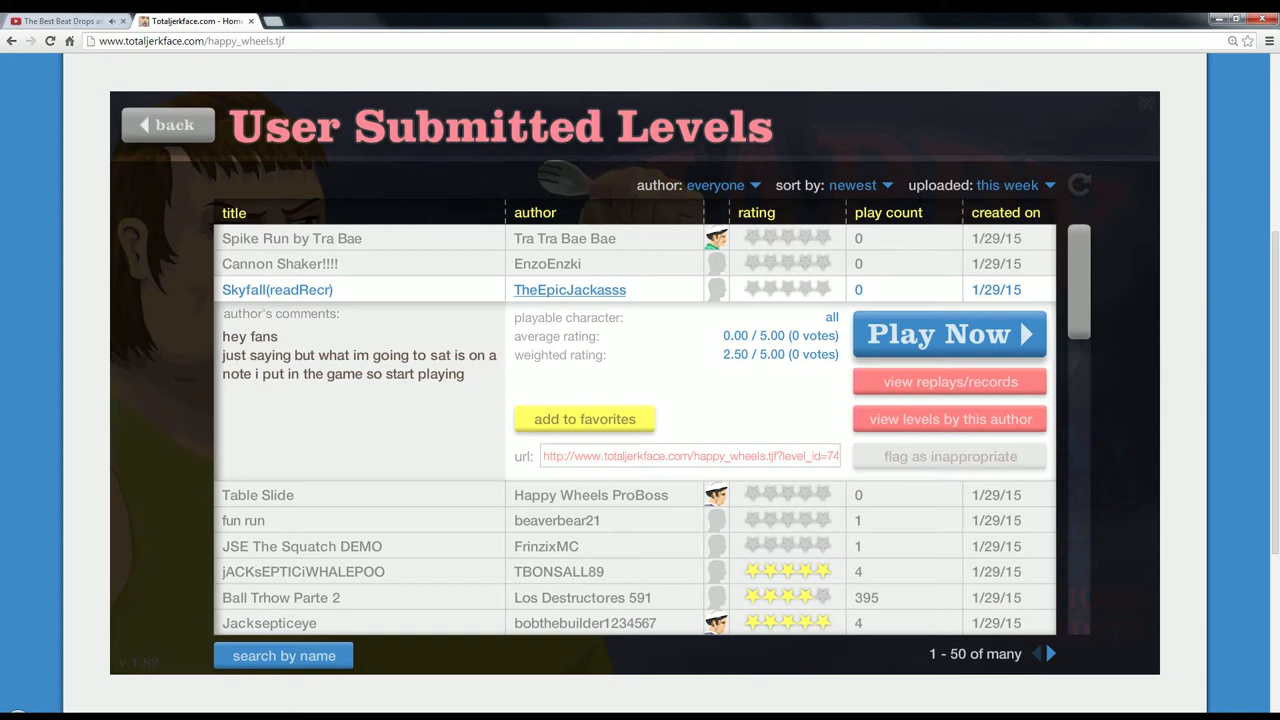 The Best Beat Drops an
Totaljerkface.com - Hom
www.totaljerkface.com/happy_wheels.tjf
back
User Submitted Levels
author: everyone sort by: newest uploaded: this week
title author rating play count created on
Spike Run by Tra Bae Tra Tra Bae Bae 0 1/29/15
Cannon Shaker!!!! EnzoEnzki 0 1/29/15
Skyfall(readRecr) TheEpicJackasss 0 1/29/15
author's comments:
hey fans
just saying but what im going to sat is on a
note i put in the game so start playing
playable character: all
average rating: 0.00 / 5.00 (0 votes)
weighted rating: 2.50 / 5.00 (0 votes)
add to favorites
url: http://www.totaljerkface.com/happy_wheels.tjf?level_id=74
Play Now
view replays/records
view levels by this author
flag as inappropriate
Table Slide Happy Wheels ProBoss 0 1/29/15
fun run beaverbear21 1 1/29/15
JSE The Squatch DEMO FrinzixMC 1 1/29/15
jACKsEPTICiWHALEPOO TBONSALL89 4 1/29/15
Ball Trhow Parte 2 Los Destructores 591 395 1/29/15
Jacksepticeye bobthebuilder1234567 4 1/29/15
search by name
1 - 50 of many